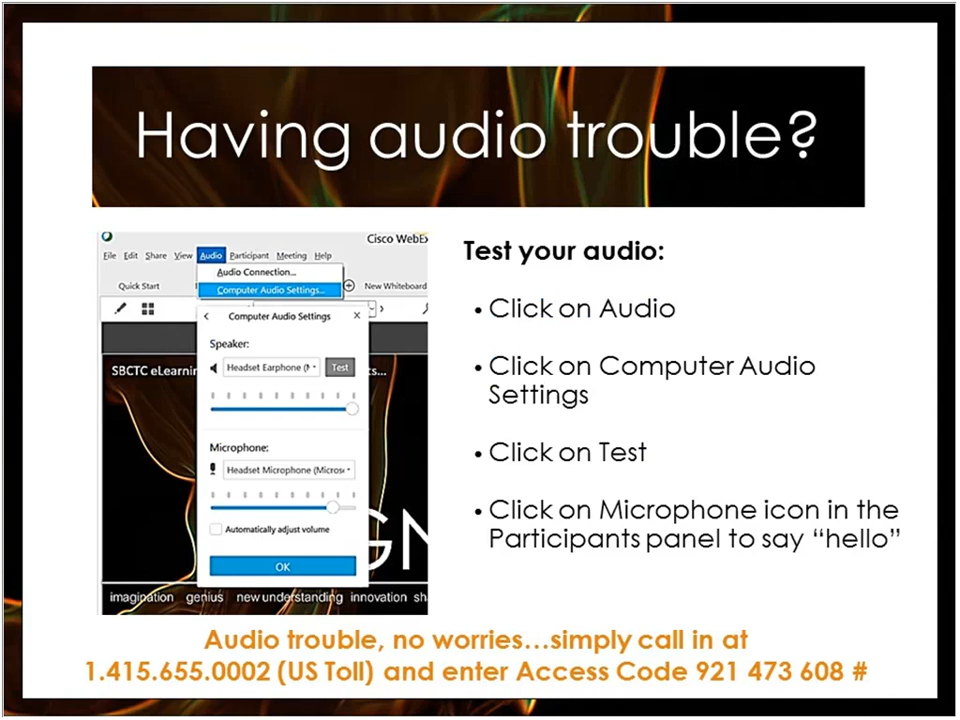 Having audio trouble?
Cisco WebEx
File Edit Share View Audio Participant Meeting Help
Audio Connection...
Quick Start
Computer Audio Settings...
New Whiteboard
Computer Audio Settings
Speaker:
Headset Earphone (
Test
SBCTC eLearnin
ts...
Microphone:
Headset Microphone (Micros
Automatically adjust volume
GN
OK
imagination genius new understanding innovation sh
Test your audio:
• Click on Audio
• Click on Computer Audio
Settings
• Click on Test
• Click on Microphone icon in the
Participants panel to say “hello”
Audio trouble, no worries...simply call in at
1.415.655.0002 (US Toll) and enter Access Code 921 473 608 #